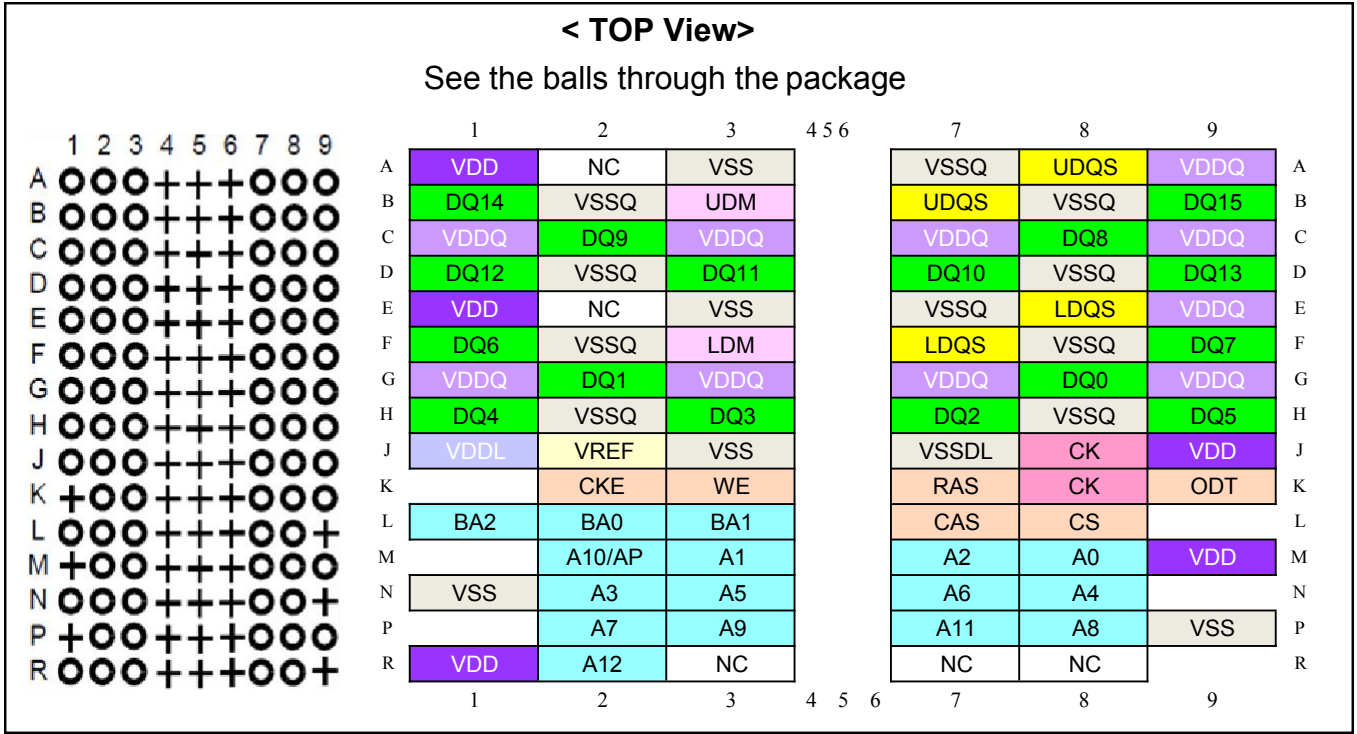 < TOP View>
See the balls through the package
1 2 3 4 5 6 7 8 9
A
B
C
D
E
F
G
H
J
K
L
M
N
P
R
1 2 3 4 5 6 7 8 9
A VDD NC VSS VSSQ UDQS VDDQ A
B DQ14 VSSQ UDM UDQS VSSQ DQ15 B
C VDDQ DQ9 VDDQ VDDQ DQ8 VDDQ C
D DQ12 VSSQ DQ11 DQ10 VSSQ DQ13 D
E VDD NC VSS VSSQ LDQS VDDQ E
F DQ6 VSSQ LDM LDQS VSSQ DQ7 F
G VDDQ DQ1 VDDQ VDDQ DQ0 VDDQ G
H DQ4 VSSQ DQ3 DQ2 VSSQ DQ5 H
J VDDL VREF VSS VSSDL CK VDD J
K CKE WE RAS CK ODT K
L BA2 BA0 BA1 CAS CS L
M A10/AP A1 A2 A0 VDD M
N VSS A3 A5 A6 A4 N
P A7 A9 A11 A8 VSS P
R VDD A12 NC NC NC R
1 2 3 4 5 6 7 8 9